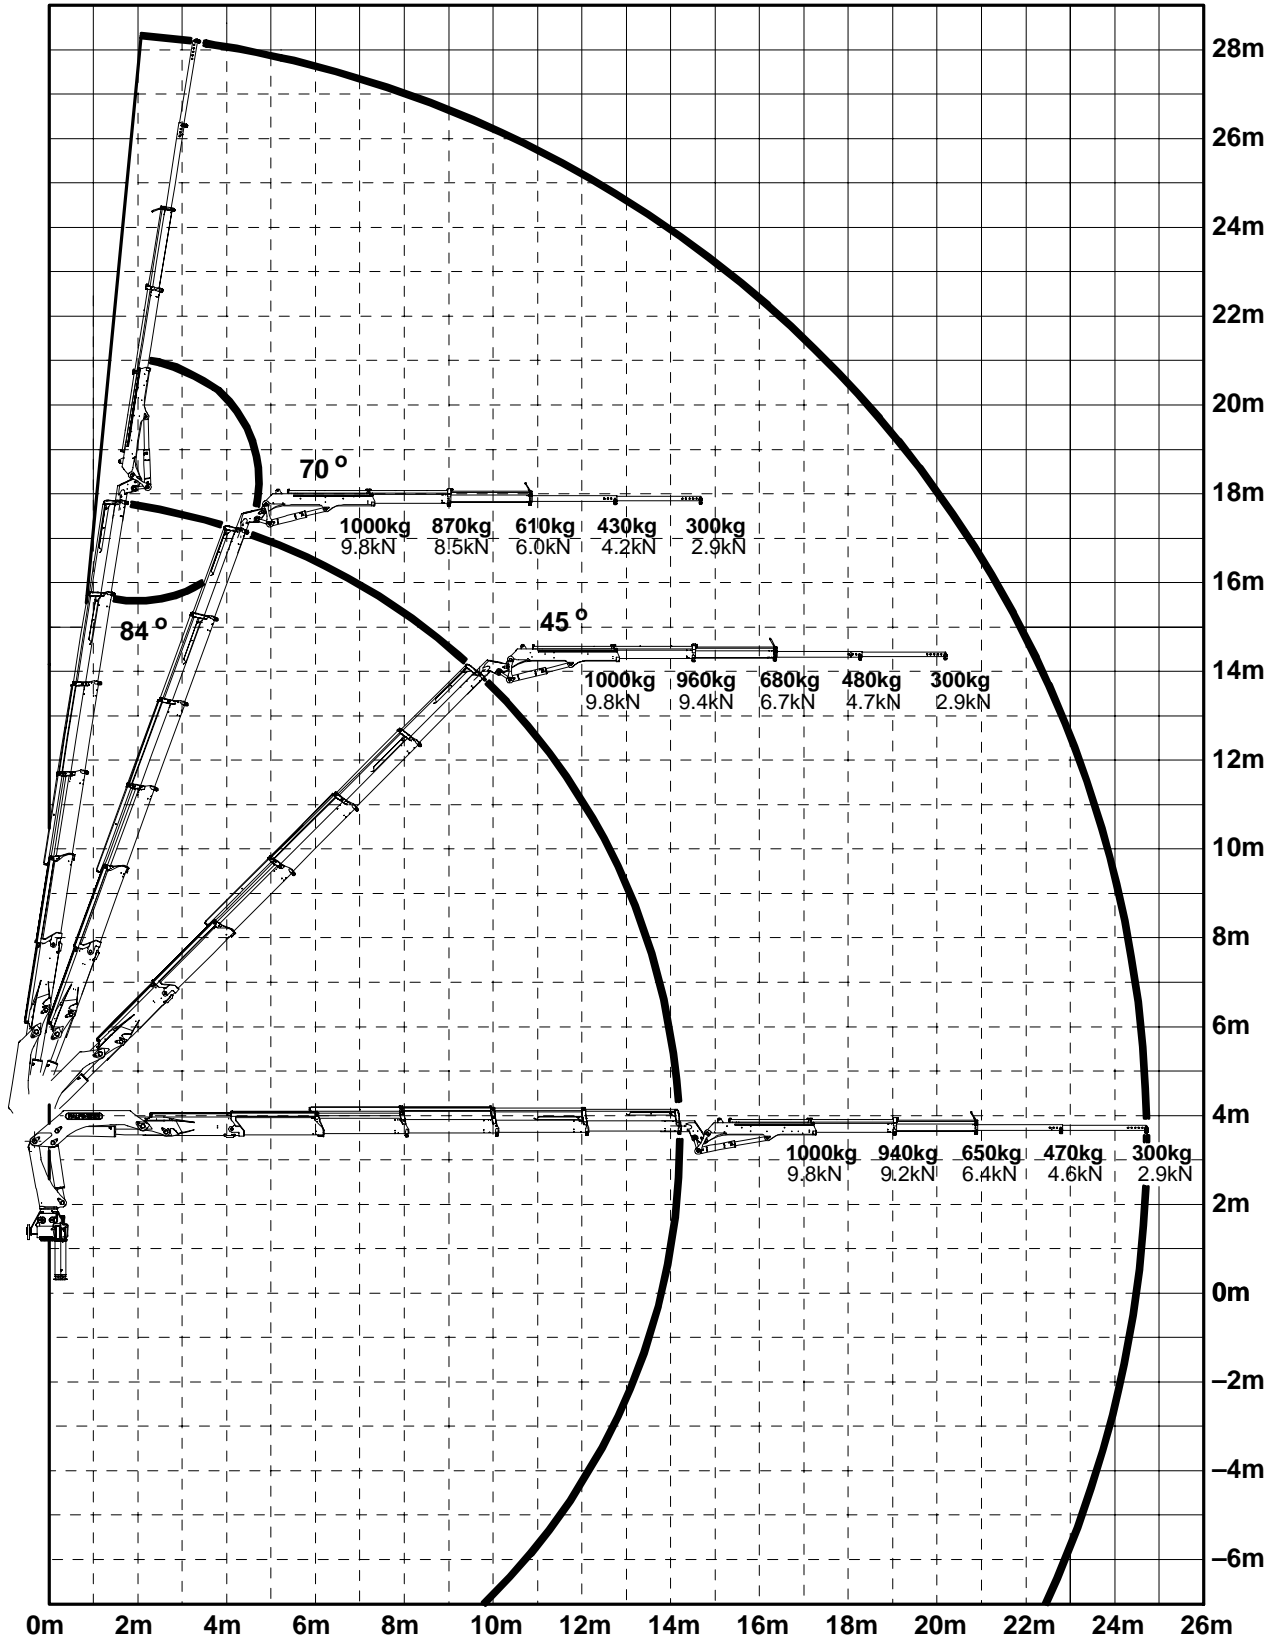 28m
26m
24m
22m
20m
70°
18m
1000kg 870kg 610kg 430kg 300kg
9.8kN 8.5kN 6.0kN 4.2kN 2.9kN
16m
84°
45°
14m
1000kg 960kg 680kg 480kg 300kg
9.8kN 9.4kN 6.7kN 4.7kN 2.9kN
12m
10m
8m
6m
4m
1000kg 940kg 650kg 470kg 300kg
9.8kN 9.2kN 6.4kN 4.6kN 2.9kN
2m
0m
–2m
–4m
–6m
0m 2m 4m 6m 8m 10m 12m 14m 16m 18m 20m 22m 24m 26m